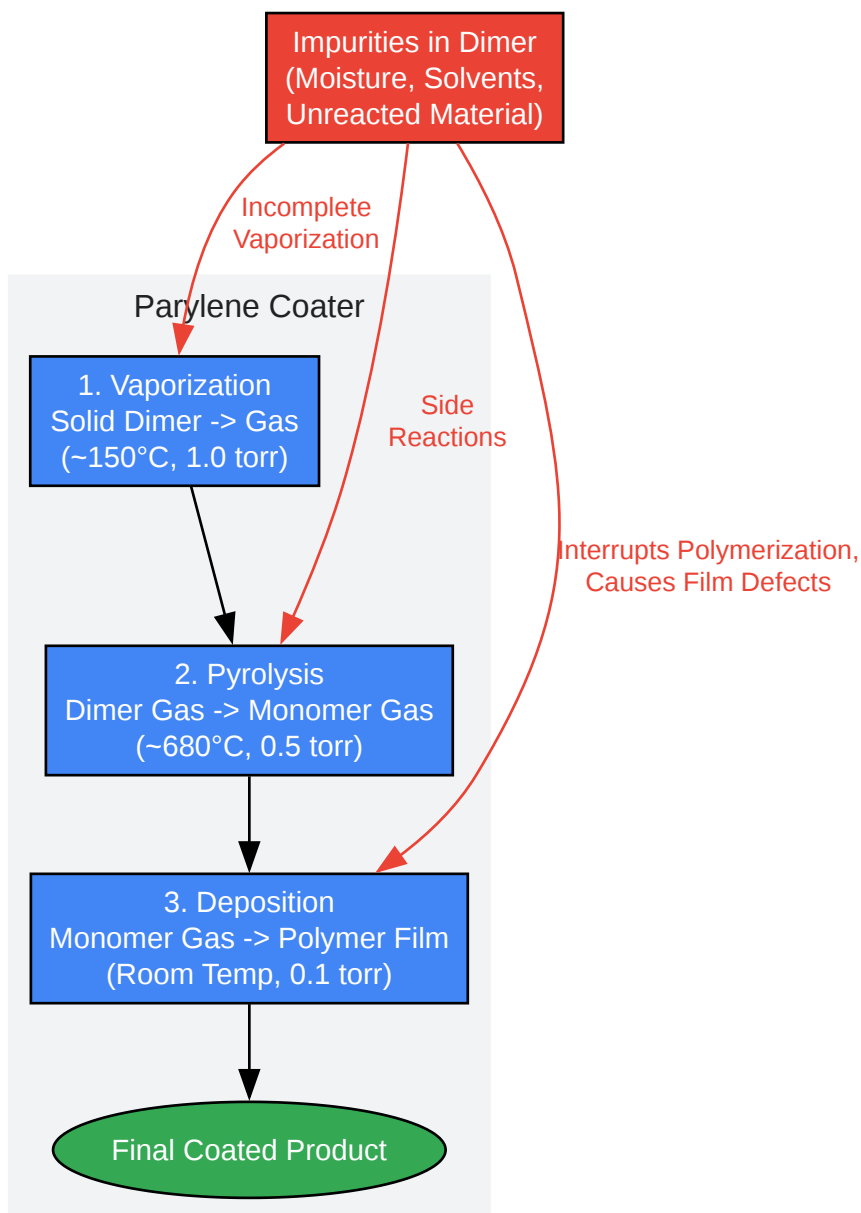 Impurities in Dimer
(Moisture, Solvents,
Unreacted Material)
Incomplete
Vaporization
Parylene Coater
1. Vaporization
Solid Dimer -> Gas
(~150°C, 1.0 torr)
Side
Reactions
Interrupts Polymerization,
Causes Film Defects
2. Pyrolysis
Dimer Gas -> Monomer Gas
(~680°C, 0.5 torr)
3. Deposition
Monomer Gas -> Polymer Film
(Room Temp, 0.1 torr)
Final Coated Product